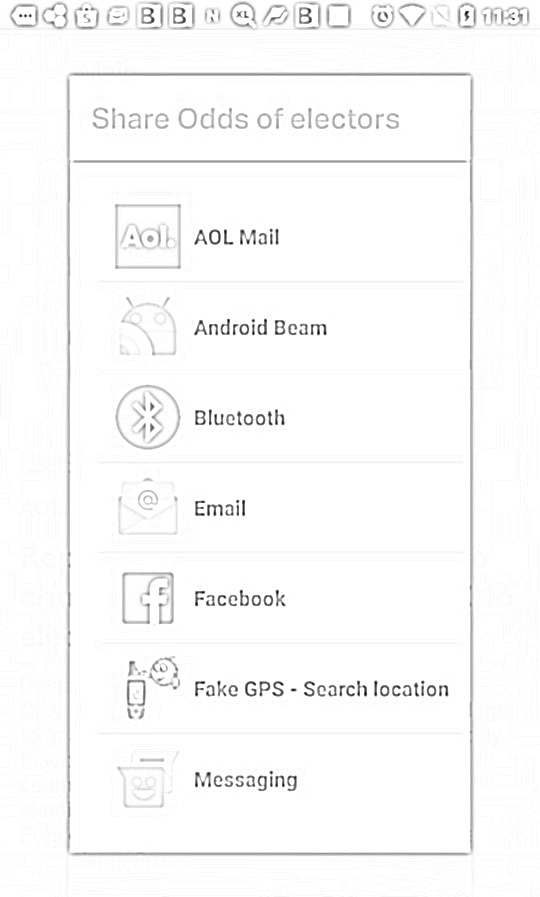 11:31
Share Odds of electors
Aol.
AOL Mail
Android Beam
Bluetooth
Email
Facebook
Fake GPS - Search location
Messaging